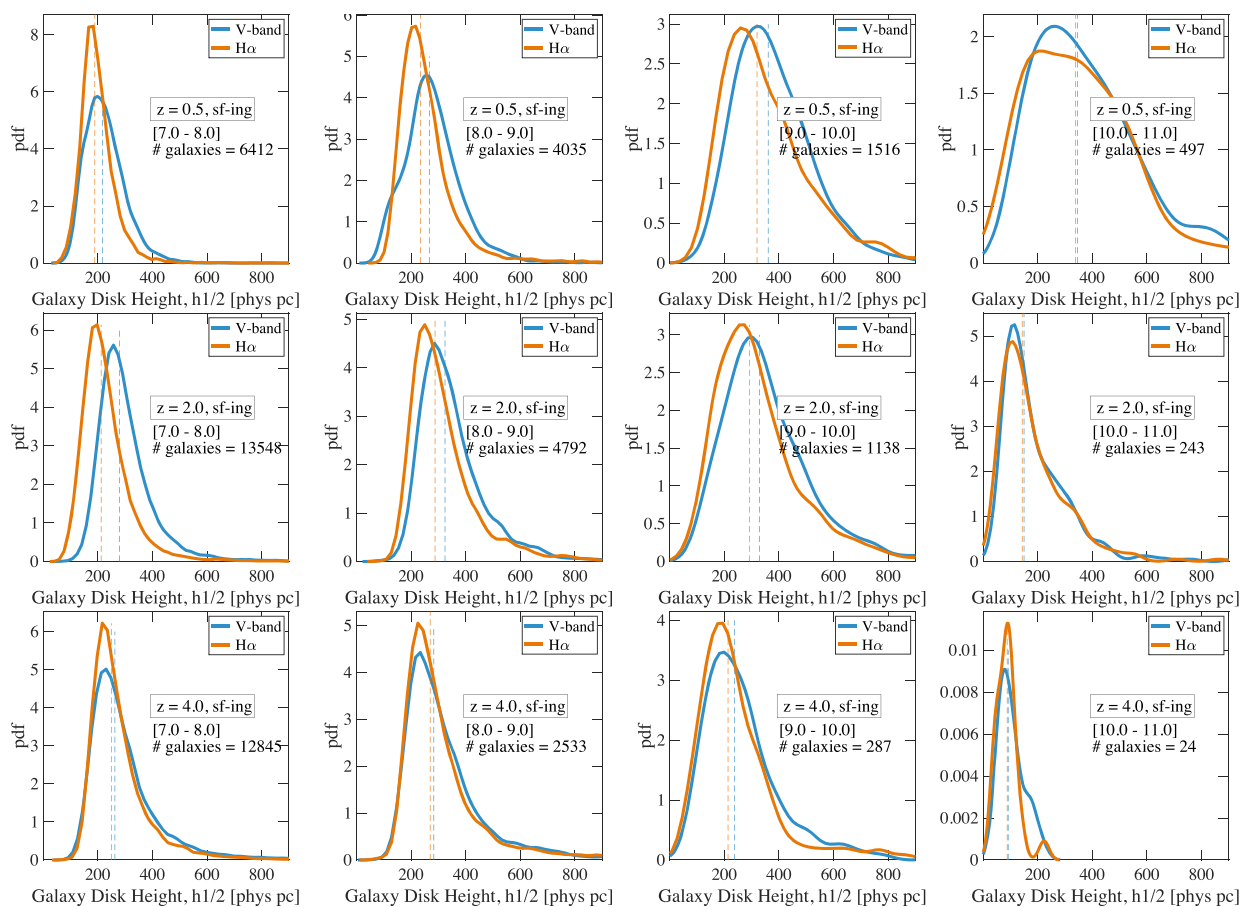 8
6
4
2
0
pdf
V-band
Hα
z = 0.5, sf-ing
[7.0 - 8.0]
# galaxies = 6412
200 400 600 800
Galaxy Disk Height, h1/2 [phys pc]
6
5
4
3
2
1
0
pdf
V-band
Hα
z = 0.5, sf-ing
[8.0 - 9.0]
# galaxies = 4035
200 400 600 800
Galaxy Disk Height, h1/2 [phys pc]
3
2.5
2
1.5
1
0.5
0
pdf
V-band
Hα
z = 0.5, sf-ing
[9.0 - 10.0]
# galaxies = 1516
200 400 600 800
Galaxy Disk Height, h1/2 [phys pc]
2
1.5
1
0.5
0
pdf
V-band
Hα
z = 0.5, sf-ing
[10.0 - 11.0]
# galaxies = 497
200 400 600 800
Galaxy Disk Height, h1/2 [phys pc]
6
5
4
3
2
1
0
pdf
V-band
Hα
z = 2.0, sf-ing
[7.0 - 8.0]
# galaxies = 13548
200 400 600 800
Galaxy Disk Height, h1/2 [phys pc]
5
4
3
2
1
0
pdf
V-band
Hα
z = 2.0, sf-ing
[8.0 - 9.0]
# galaxies = 4792
200 400 600 800
Galaxy Disk Height, h1/2 [phys pc]
3
2.5
2
1.5
1
0.5
0
pdf
V-band
Hα
z = 2.0, sf-ing
[9.0 - 10.0]
# galaxies = 1138
200 400 600 800
Galaxy Disk Height, h1/2 [phys pc]
5.5
5
4
3
2
1
0
pdf
V-band
Hα
z = 2.0, sf-ing
[10.0 - 11.0]
# galaxies = 243
200 400 600 800
Galaxy Disk Height, h1/2 [phys pc]
6
5
4
3
2
1
0
pdf
V-band
Hα
z = 4.0, sf-ing
[7.0 - 8.0]
# galaxies = 12845
200 400 600 800
Galaxy Disk Height, h1/2 [phys pc]
5
4
3
2
1
0
pdf
V-band
Hα
z = 4.0, sf-ing
[8.0 - 9.0]
# galaxies = 2533
200 400 600 800
Galaxy Disk Height, h1/2 [phys pc]
4
3
2
1
0
pdf
V-band
Hα
z = 4.0, sf-ing
[9.0 - 10.0]
# galaxies = 287
200 400 600 800
Galaxy Disk Height, h1/2 [phys pc]
0.01
0.008
0.006
0.004
0.002
0
pdf
V-band
Hα
z = 4.0, sf-ing
[10.0 - 11.0]
# galaxies = 24
200 400 600 800
Galaxy Disk Height, h1/2 [phys pc]